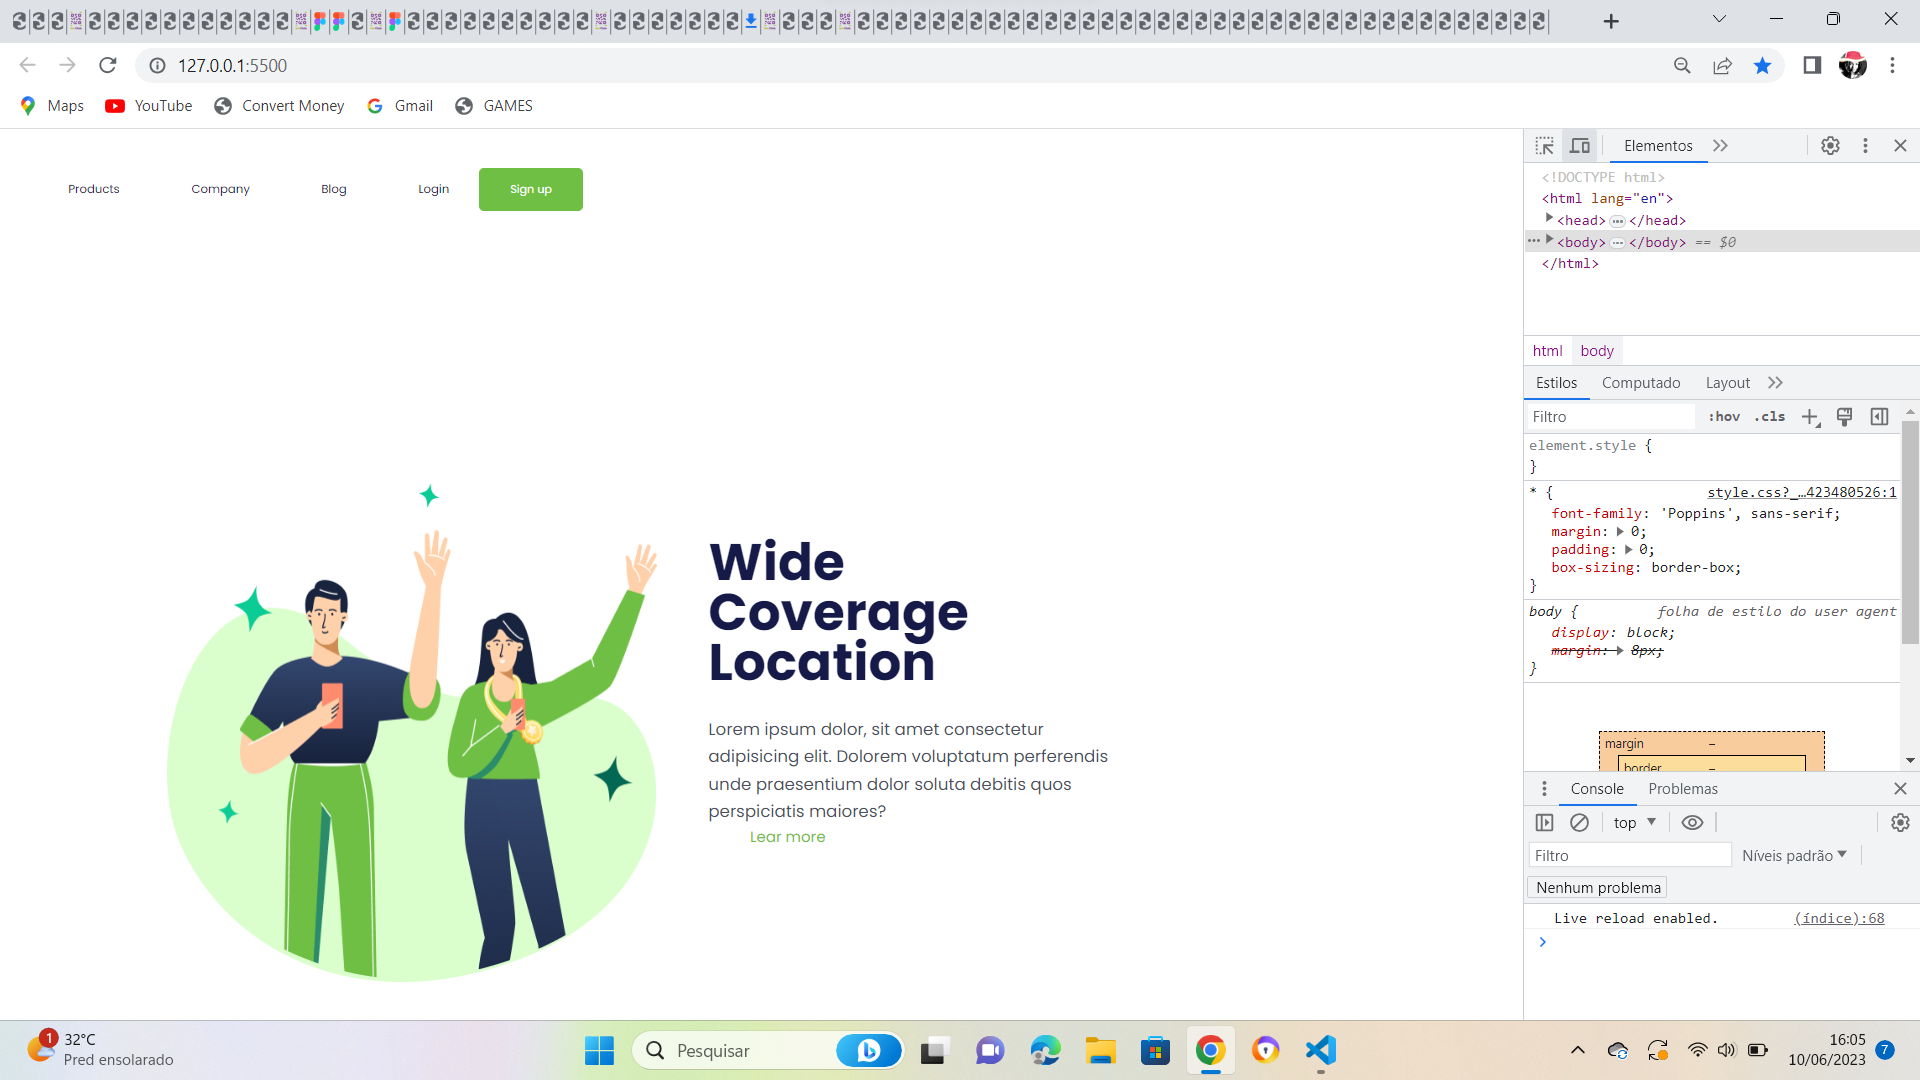 127.0.0.1:5500
Maps
YouTube
Convert Money
Gmail
GAMES
Products
Company
Blog
Login
Sign up
Wide
Coverage
Location
Lorem ipsum dolor, sit amet consectetur
adipisicing elit. Dolorem voluptatum perferendis
unde praesentium dolor soluta debitis quos
perspiciatis maiores?
Lear more
Elementos
<!DOCTYPE html>
<html lang="en">
<head> ••• </head>
••• <body> ••• </body> == $0
</html>
html body
Estilos Computado Layout
Filtro :hov .cls
element.style {
}
* { style.css?_…423480526:1
font-family: 'Poppins', sans-serif;
margin: 0;
padding: 0;
box-sizing: border-box;
}
body { folha de estilo do user agent
display: block;
margin: 8px;
}
margin –
border –
Console Problemas
top
Filtro Níveis padrão
Nenhum problema
Live reload enabled. (índice):68
1
32°C
Pred ensolarado
Pesquisar
16:05
10/06/2023
7